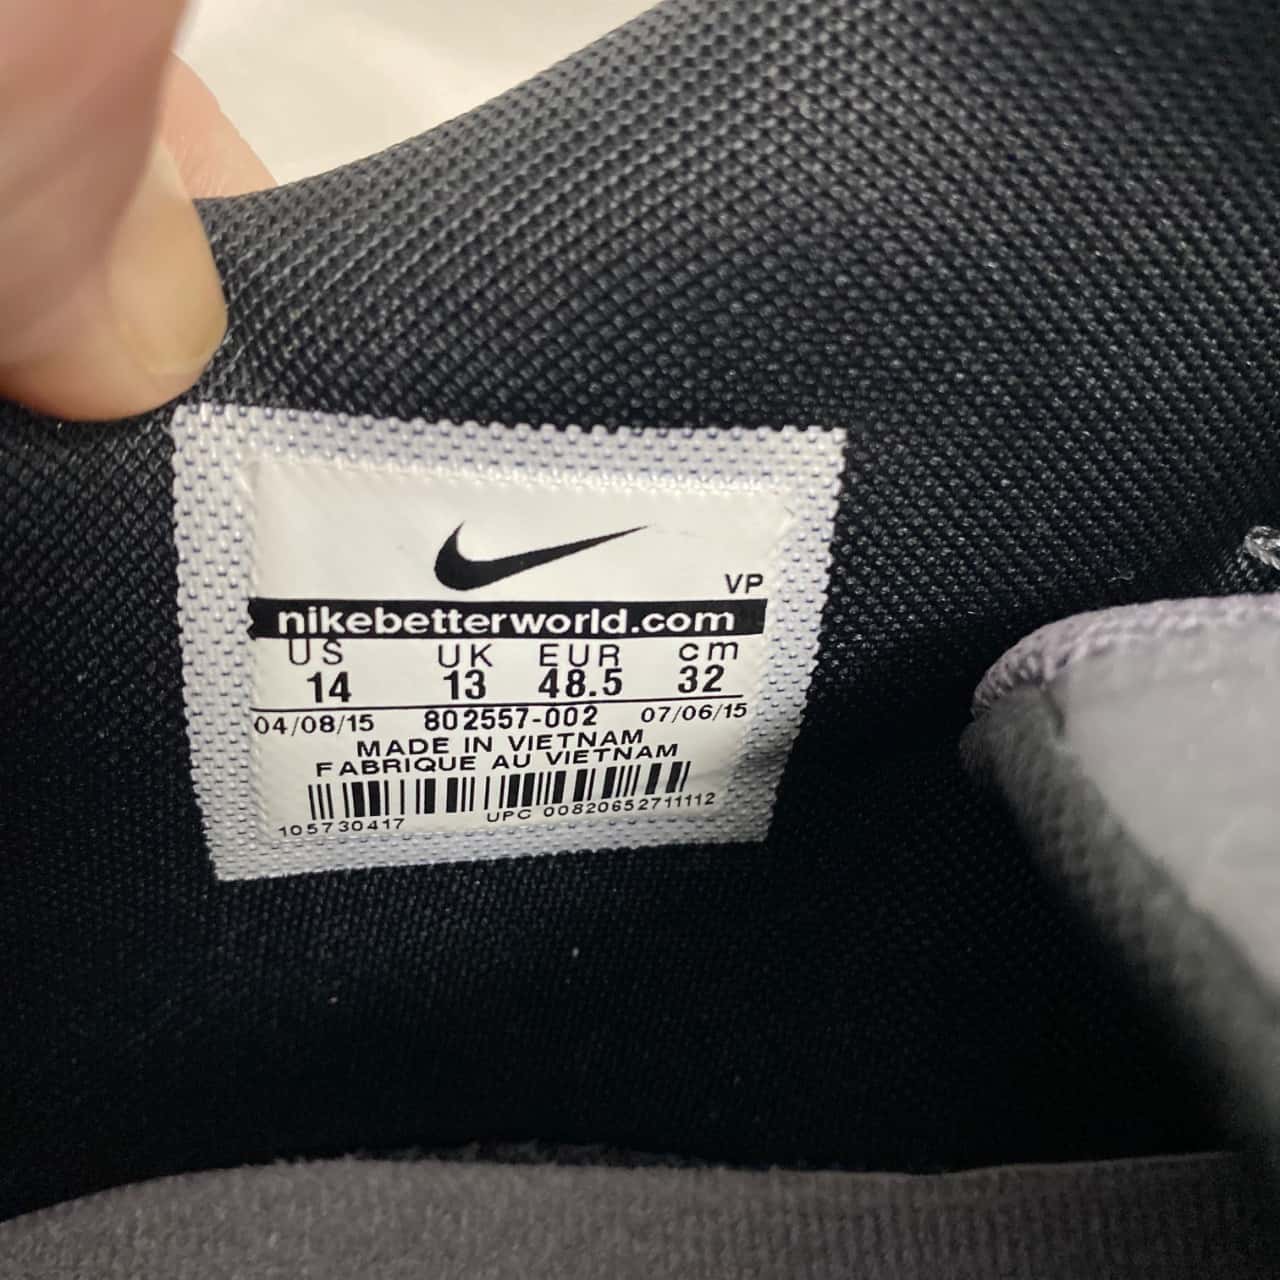 VP
nikebetterworld.com
US UK EUR cm
14 13 48.5 32
04/08/15 802557-002 07/06/15
MADE IN VIETNAM
FABRIQUE AU VIETNAM
105730417 UPC 00820652711112